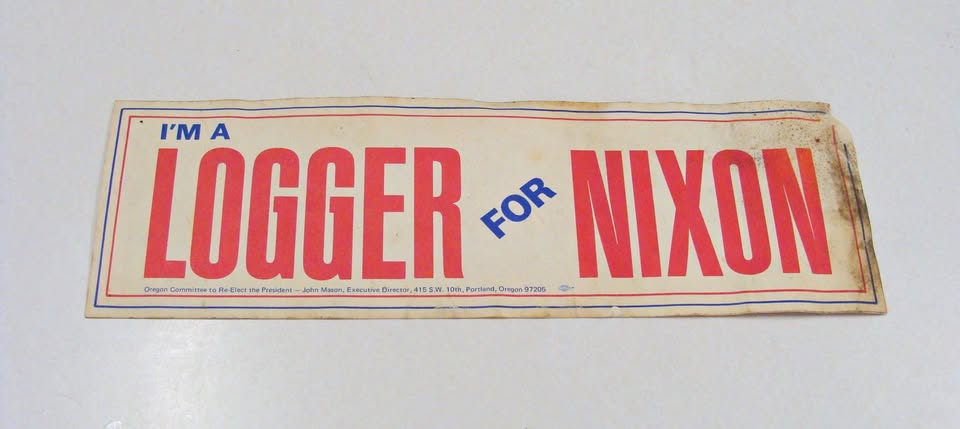 I'M A
LOGGER FOR NIXON
Oregon Committee to Re-Elect the President — John Mason, Executive Director, 415 S.W. 10th, Portland, Oregon 97205